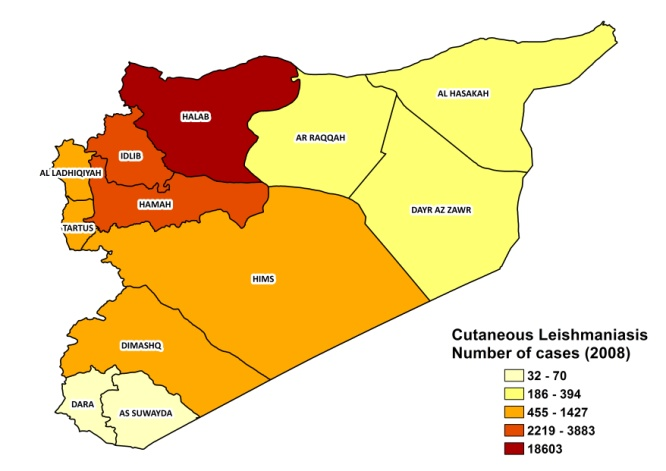 AL HASAKAH
HALAB
AR RAQQAH
IDLIB
AL LADHIQIYAH
HAMAH
DAYR AZ ZAWR
TARTUS
HIMS
DIMASHQ
DARA
AS SUWAYDA
Cutaneous Leishmaniasis
Number of cases (2008)
32 - 70
186 - 394
455 - 1427
2219 - 3883
18603